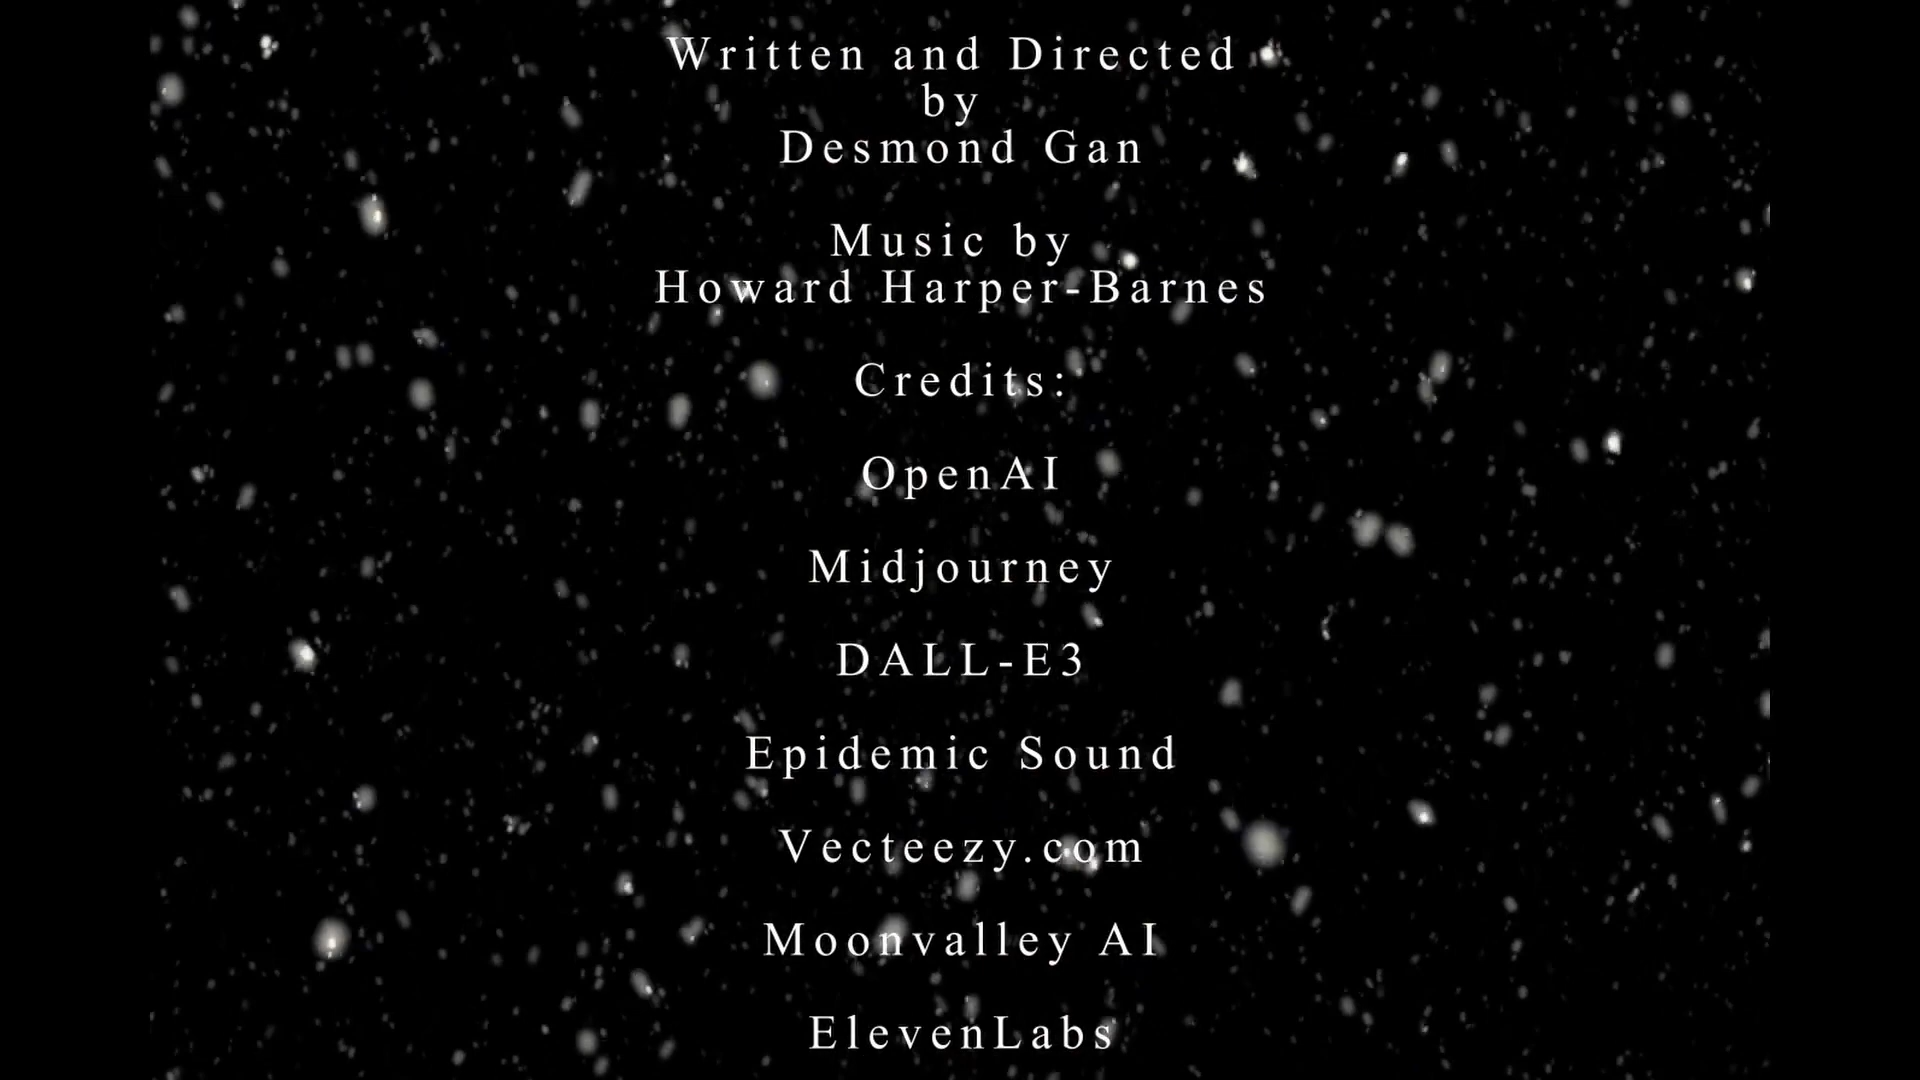 Written and Directed
by
Desmond Gan
Music by
Howard Harper-Barnes
Credits:
OpenAI
Midjourney
DALL-E3
Epidemic Sound
Vecteezy.com
Moonvalley AI
ElevenLabs